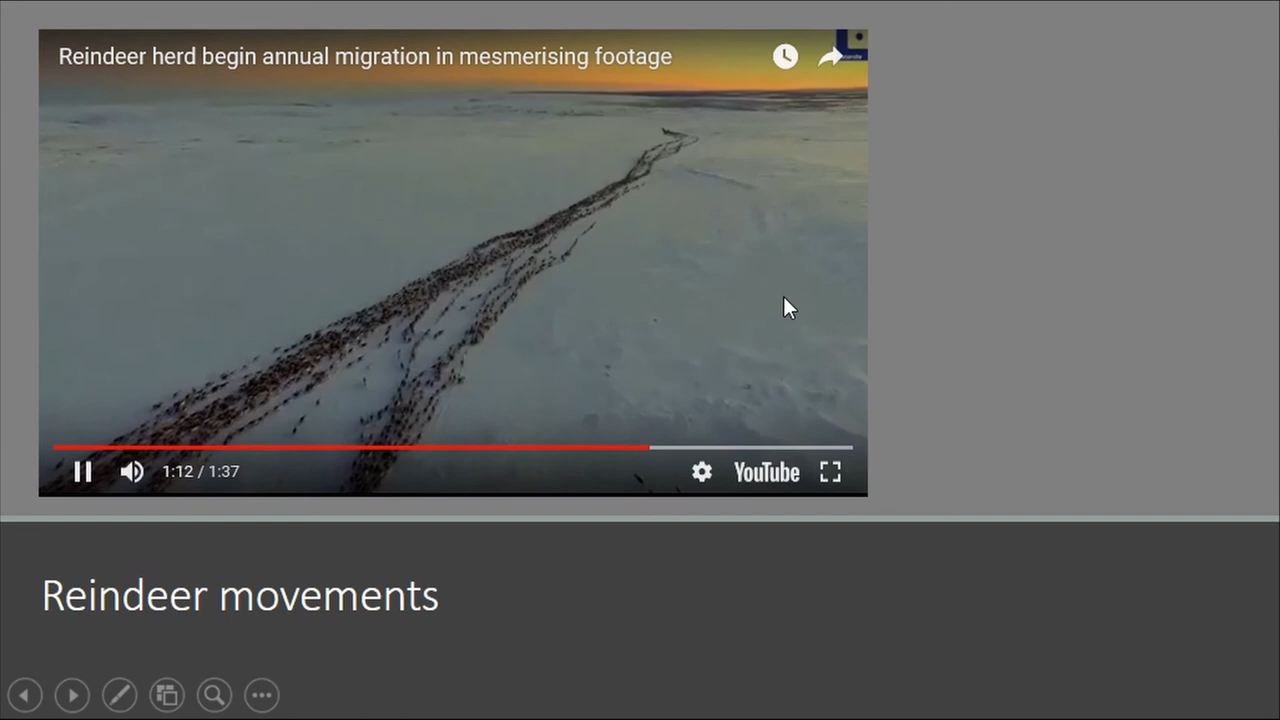 Reindeer herd begin annual migration in mesmerising footage
1:12 / 1:37
YouTube
Reindeer movements